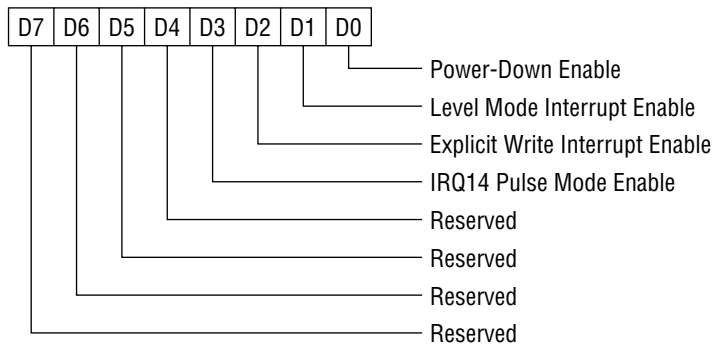 D7 D6 D5 D4 D3 D2 D1 D0
Power-Down Enable
Level Mode Interrupt Enable
Explicit Write Interrupt Enable
IRQ14 Pulse Mode Enable
Reserved
Reserved
Reserved
Reserved